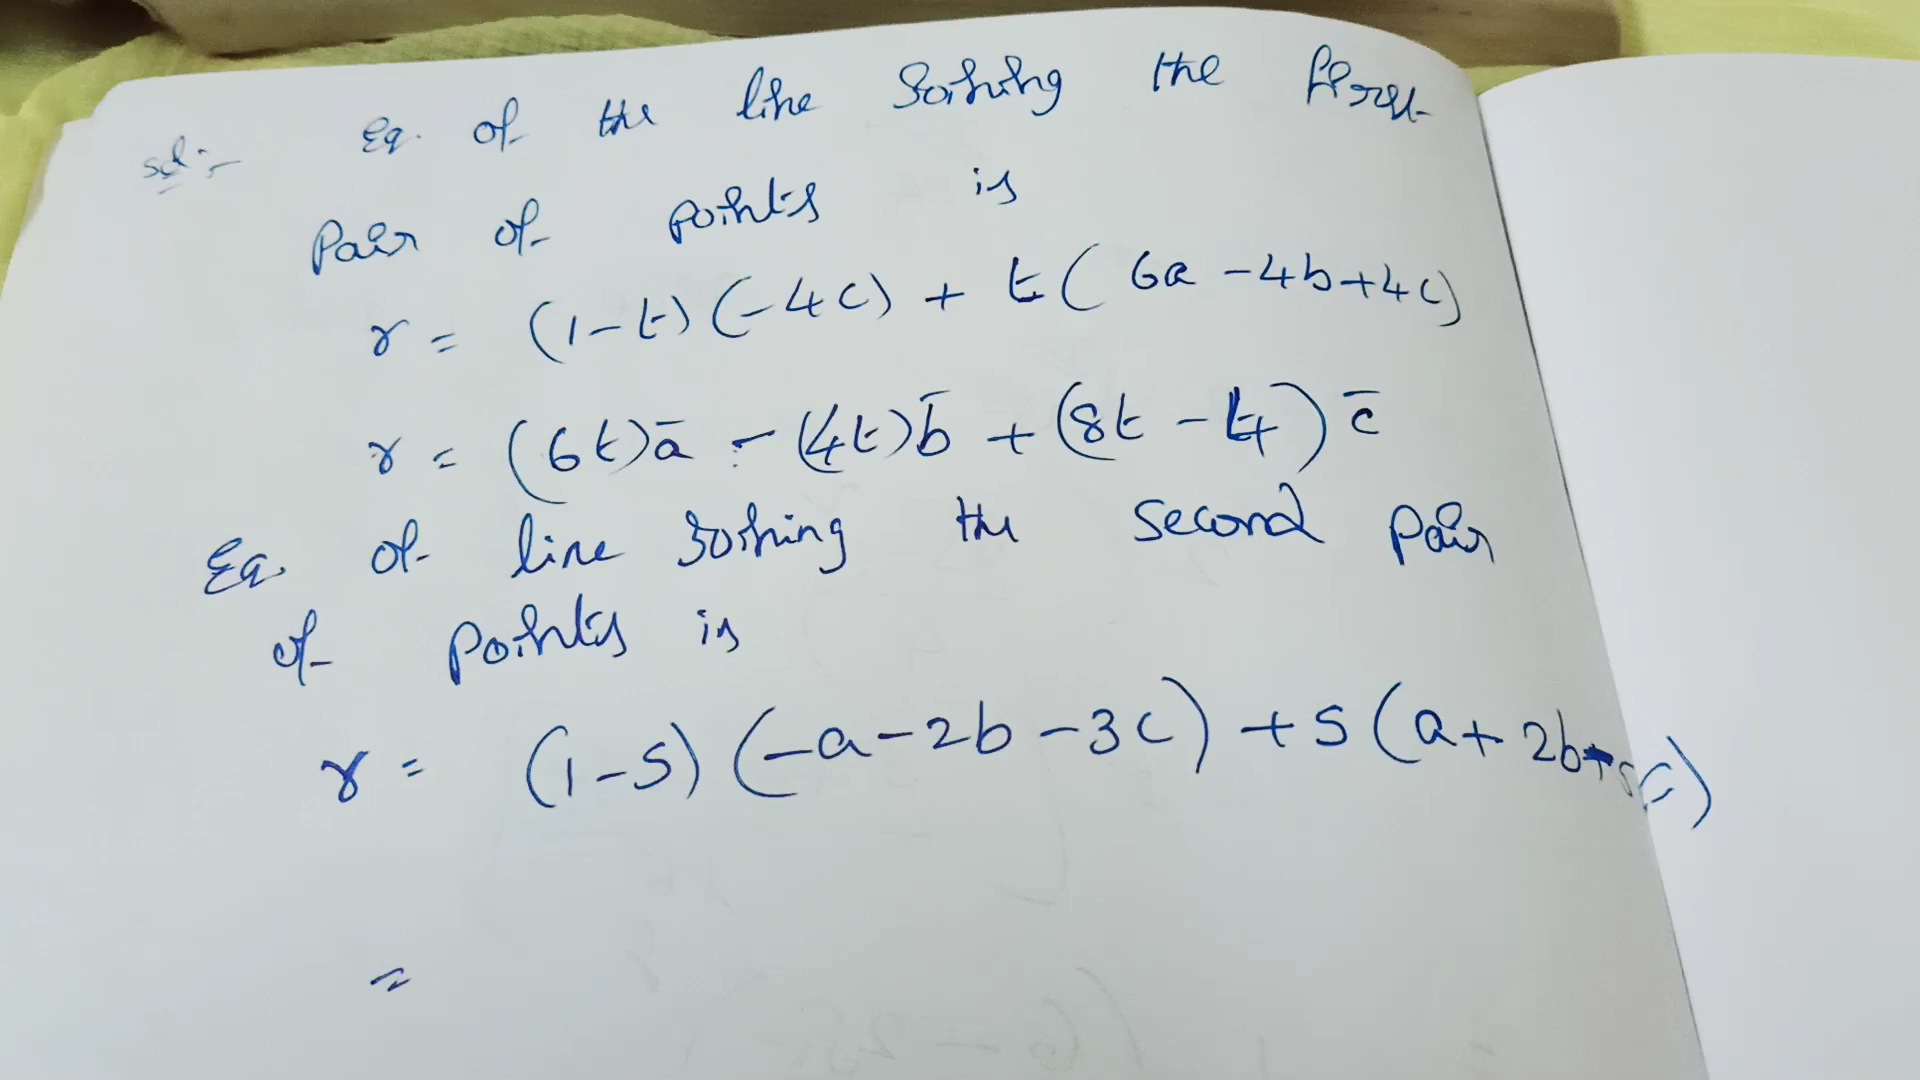 Sol:- Eq. of the line joining the first
Pair of points is
r = (1-t)(-4c) + t(6a-4b+4c)
r = (6t)a̅ - (4t)b̅ + (8t-4)c̅
Eq. of line joining the second pair
of points is
r = (1-s)(-a-2b-3c)+s(a+2b-5c)
=